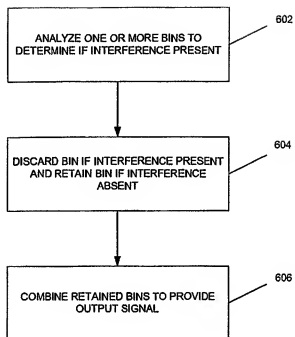 602
ANALYZE ONE OR MORE BINS TO
DETERMINE IF INTERFERENCE PRESENT
604
DISCARD BIN IF INTERFERENCE PRESENT
AND RETAIN BIN IF INTERFERENCE
ABSENT
606
COMBINE RETAINED BINS TO PROVIDE
OUTPUT SIGNAL